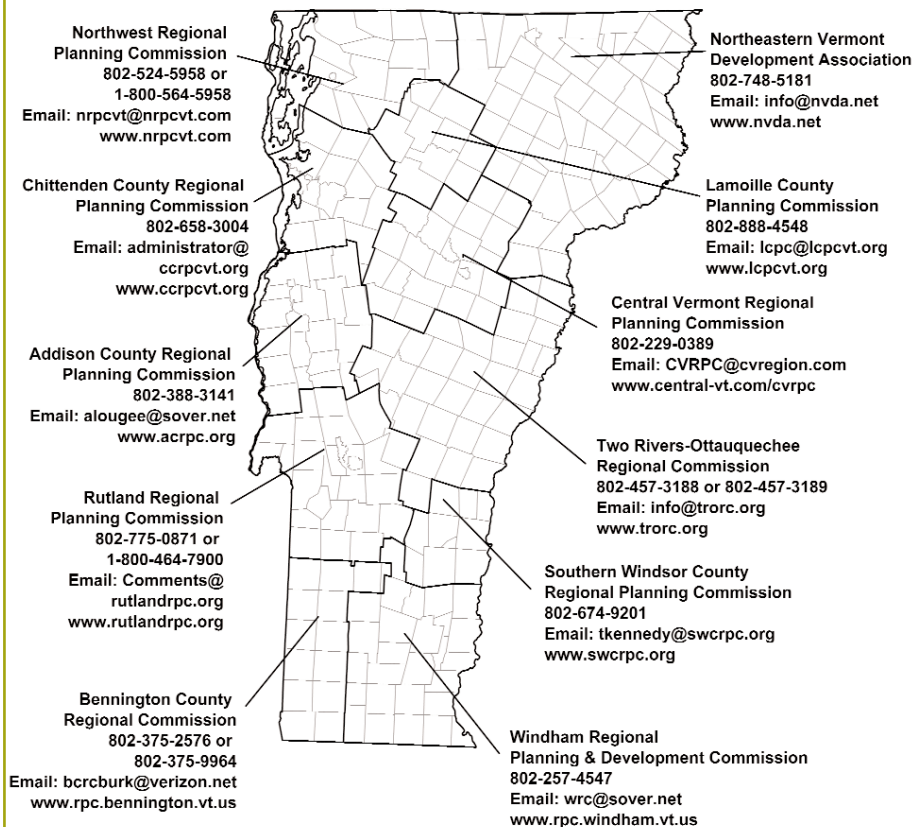 Northwest Regional
Planning Commission
802-524-5958 or
1-800-564-5958
Email: nrpcvt@nrpcvt.com
www.nrpcvt.com
Chittenden County Regional
Planning Commission
802-658-3004
Email: administrator@
ccrpcvt.org
www.ccrpcvt.org
Addison County Regional
Planning Commission
802-388-3141
Email: alougee@sover.net
www.acrpc.org
Rutland Regional
Planning Commission
802-775-0871 or
1-800-464-7900
Email: Comments@
rutlandrpc.org
www.rutlandrpc.org
Bennington County
Regional Commission
802-375-2576 or
802-375-9964
Email: bcrcburk@verizon.net
www.rpc.bennington.vt.us
Northeastern Vermont
Development Association
802-748-5181
Email: info@nvda.net
www.nvda.net
Lamoille County
Planning Commission
802-888-4548
Email: lcpc@lcpcvt.org
www.lcpcvt.org
Central Vermont Regional
Planning Commission
802-229-0389
Email: CVRPC@cvregion.com
www.central-vt.com/cvrpc
Two Rivers-Ottauquechee
Regional Commission
802-457-3188 or 802-457-3189
Email: info@trorc.org
www.trorc.org
Southern Windsor County
Regional Planning Commission
802-674-9201
Email: tkennedy@swcrpc.org
www.swcrpc.org
Windham Regional
Planning & Development Commission
802-257-4547
Email: wrc@sover.net
www.rpc.windham.vt.us